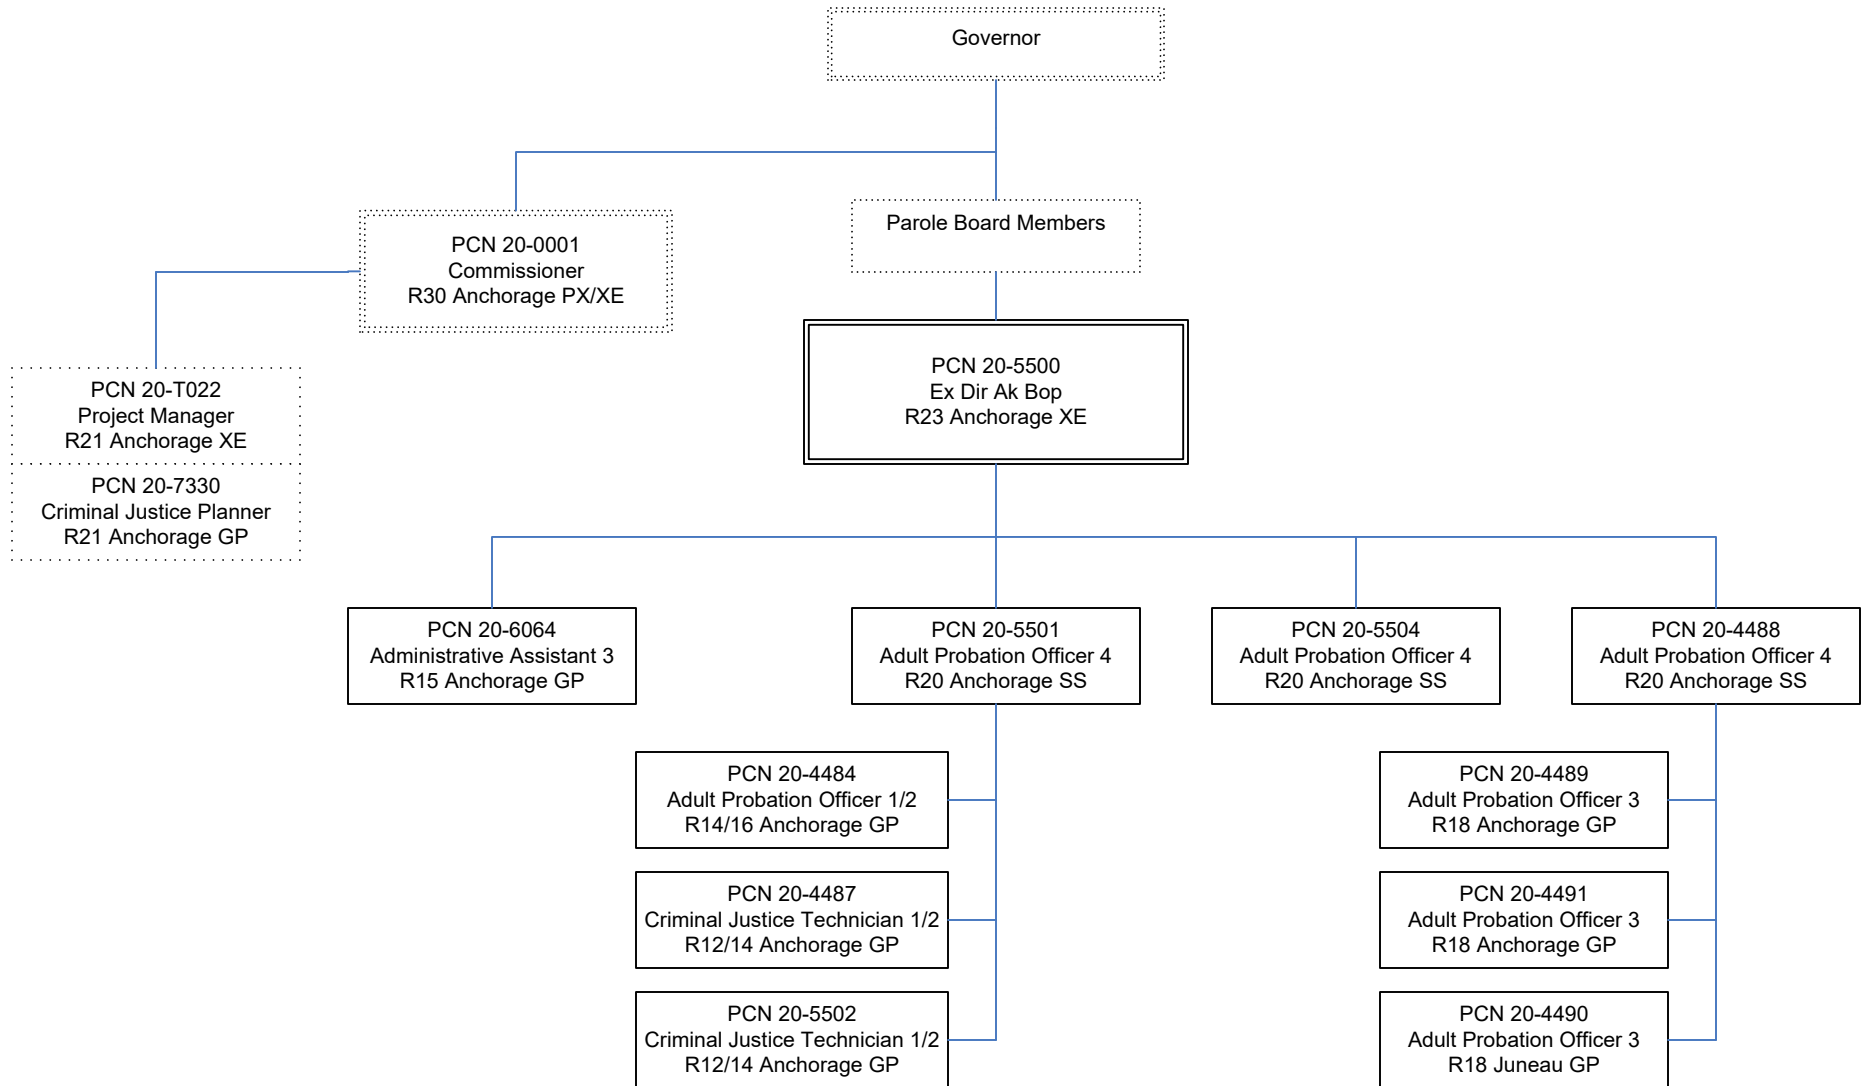 Governor
PCN 20-0001
Commissioner
R30 Anchorage PX/XE
Parole Board Members
PCN 20-T022
Project Manager
R21 Anchorage XE
PCN 20-7330
Criminal Justice Planner
R21 Anchorage GP
PCN 20-5500
Ex Dir Ak Bop
R23 Anchorage XE
PCN 20-6064
Administrative Assistant 3
R15 Anchorage GP
PCN 20-5501
Adult Probation Officer 4
R20 Anchorage SS
PCN 20-5504
Adult Probation Officer 4
R20 Anchorage SS
PCN 20-4488
Adult Probation Officer 4
R20 Anchorage SS
PCN 20-4484
Adult Probation Officer 1/2
R14/16 Anchorage GP
PCN 20-4487
Criminal Justice Technician 1/2
R12/14 Anchorage GP
PCN 20-5502
Criminal Justice Technician 1/2
R12/14 Anchorage GP
PCN 20-4489
Adult Probation Officer 3
R18 Anchorage GP
PCN 20-4491
Adult Probation Officer 3
R18 Anchorage GP
PCN 20-4490
Adult Probation Officer 3
R18 Juneau GP